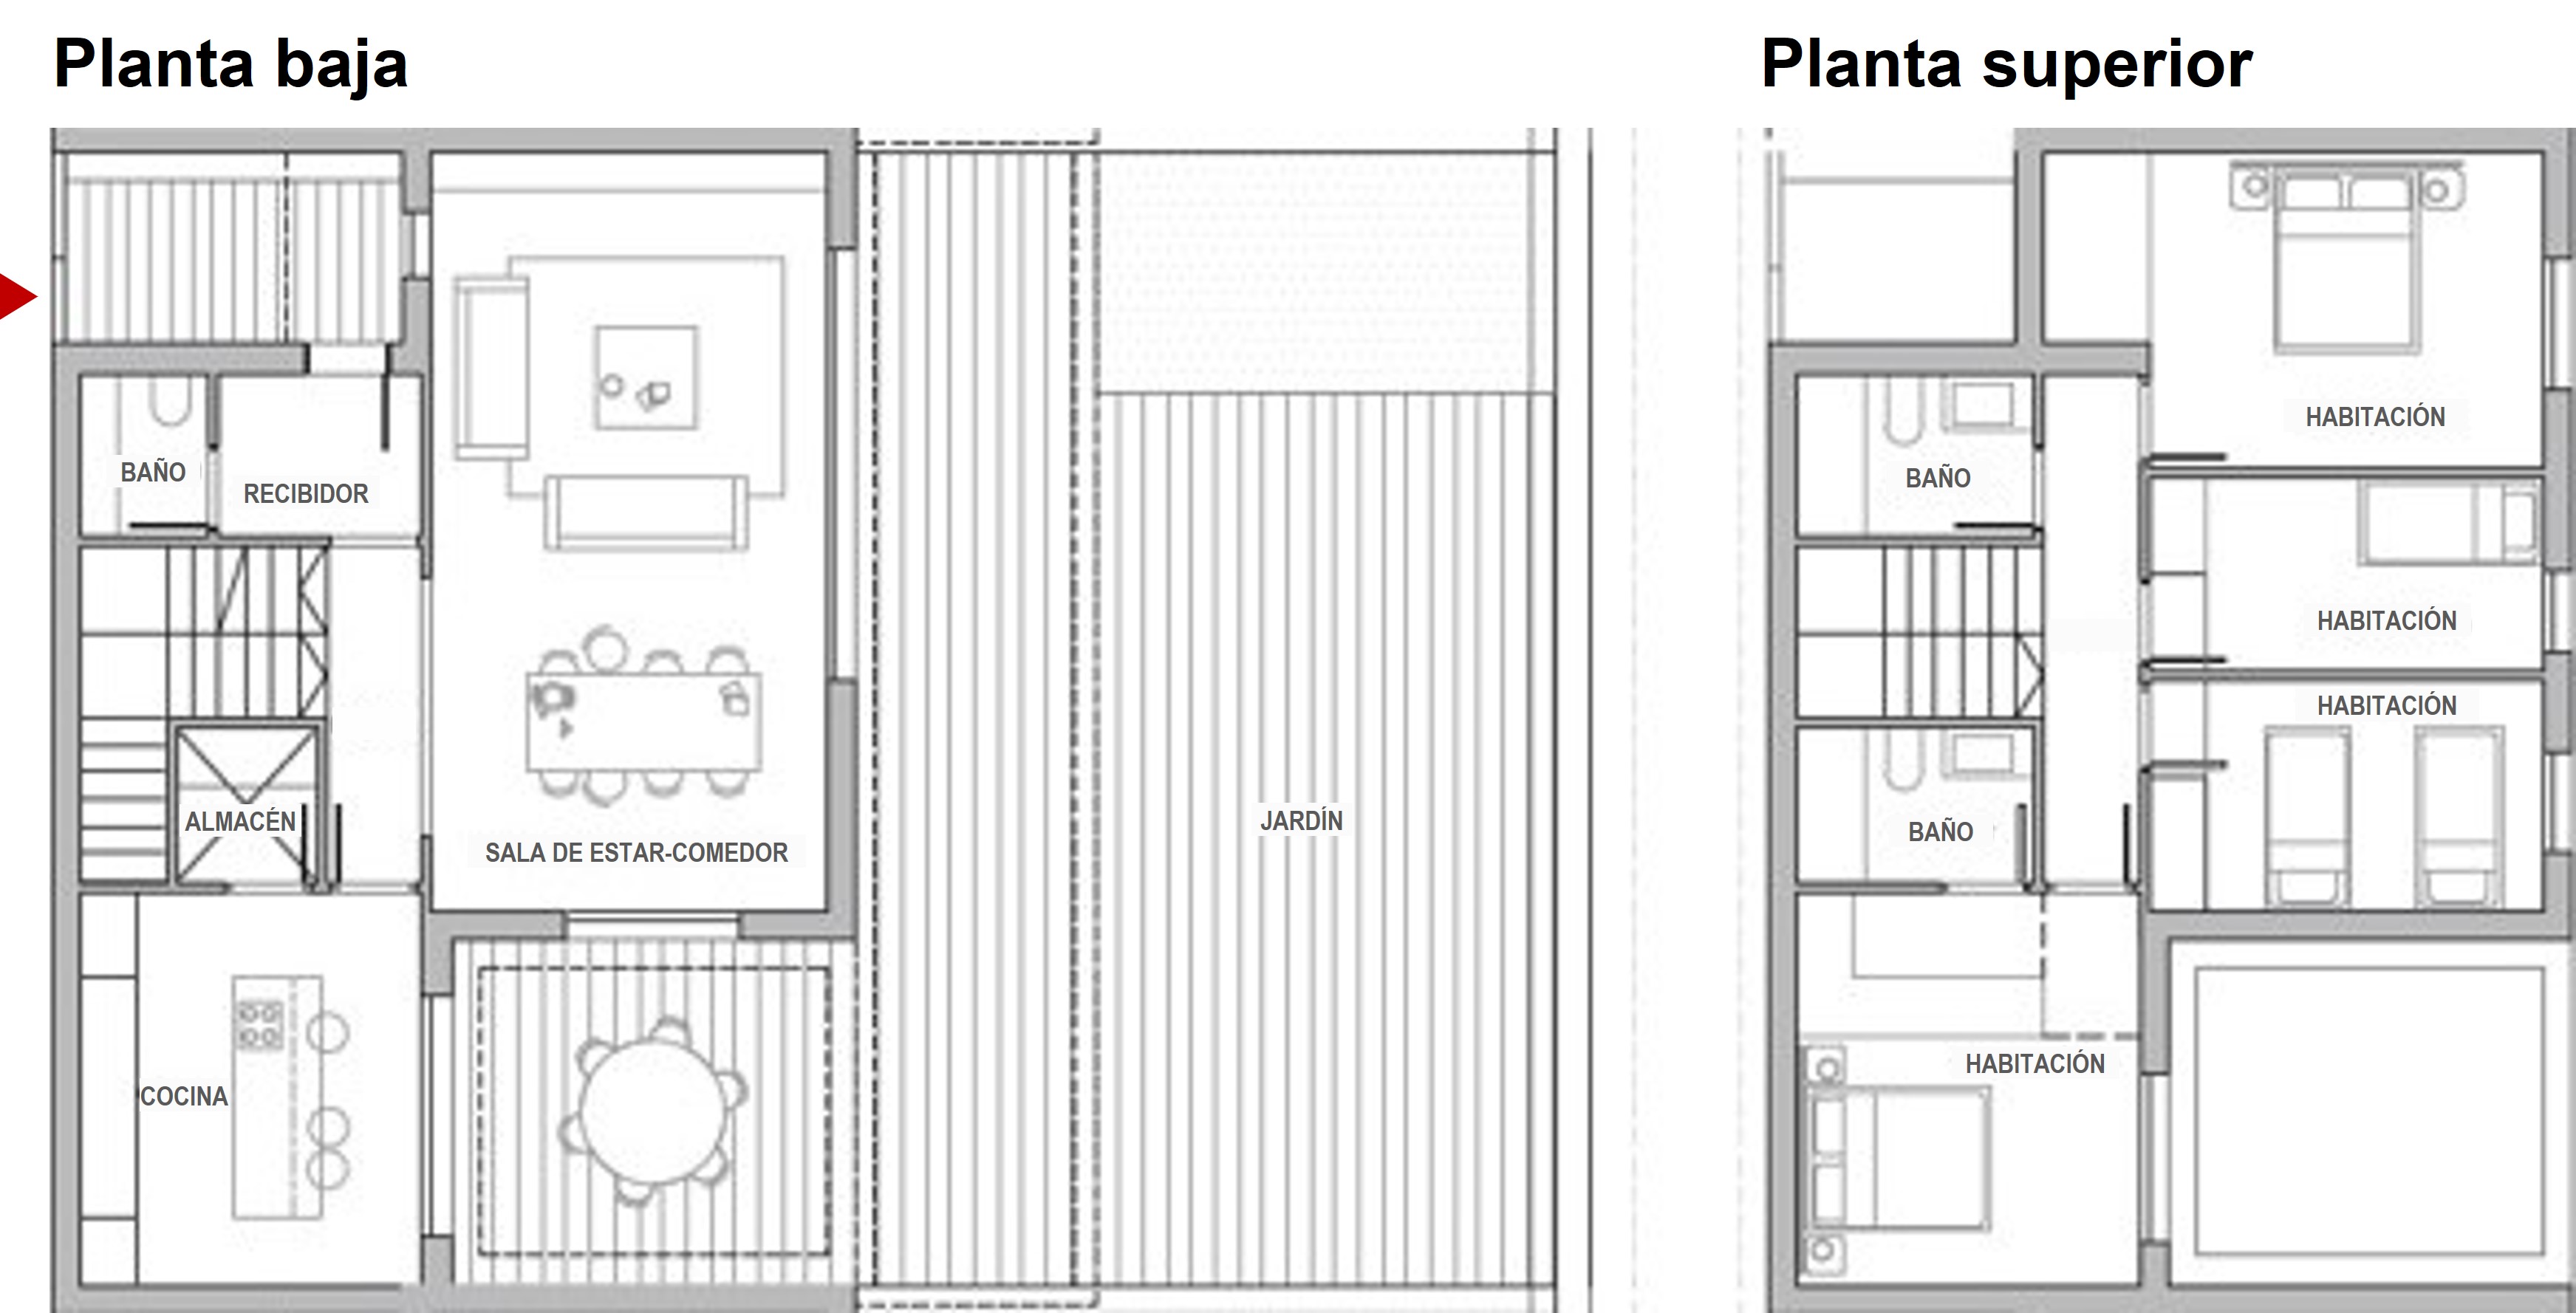 Planta baja
Planta superior
BAÑO
RECIBIDOR
ALMACÉN
SALA DE ESTAR-COMEDOR
COCINA
JARDÍN
HABITACIÓN
BAÑO
HABITACIÓN
HABITACIÓN
BAÑO
HABITACIÓN